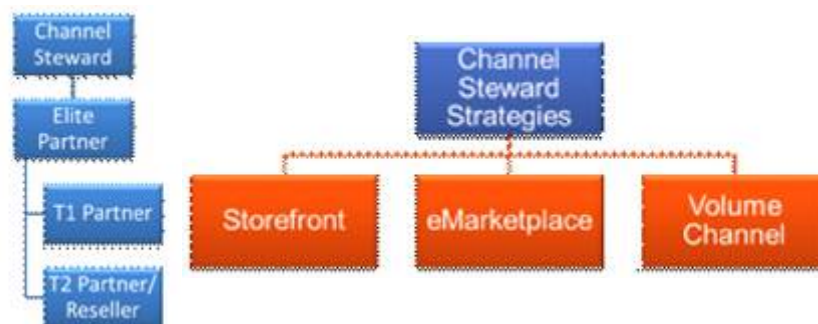 Channel
Steward
Elite
Partner
T1 Partner
T2 Partner/
Reseller
Channel
Steward
Strategies
Storefront
eMarketplace
Volume
Channel